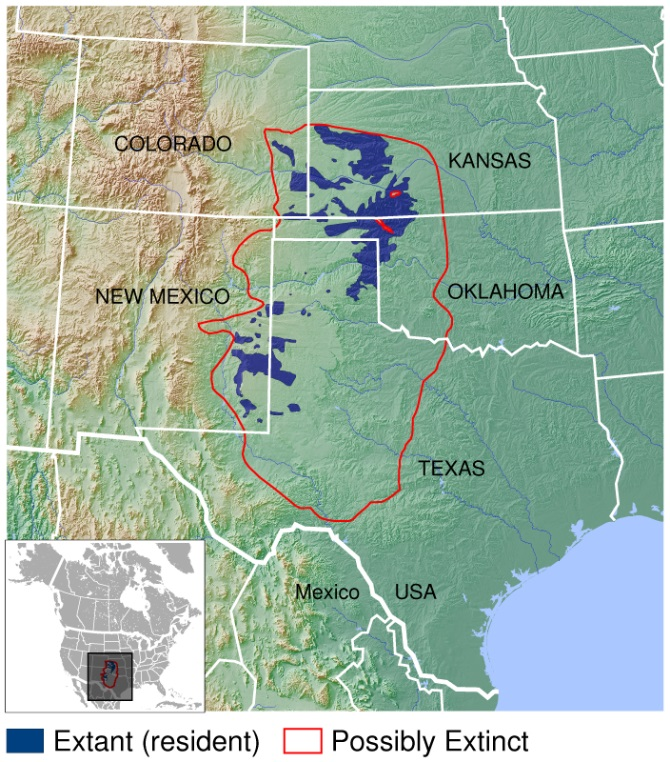 COLORADO
KANSAS
NEW MEXICO
OKLAHOMA
TEXAS
Mexico USA
Extant (resident) Possibly Extinct